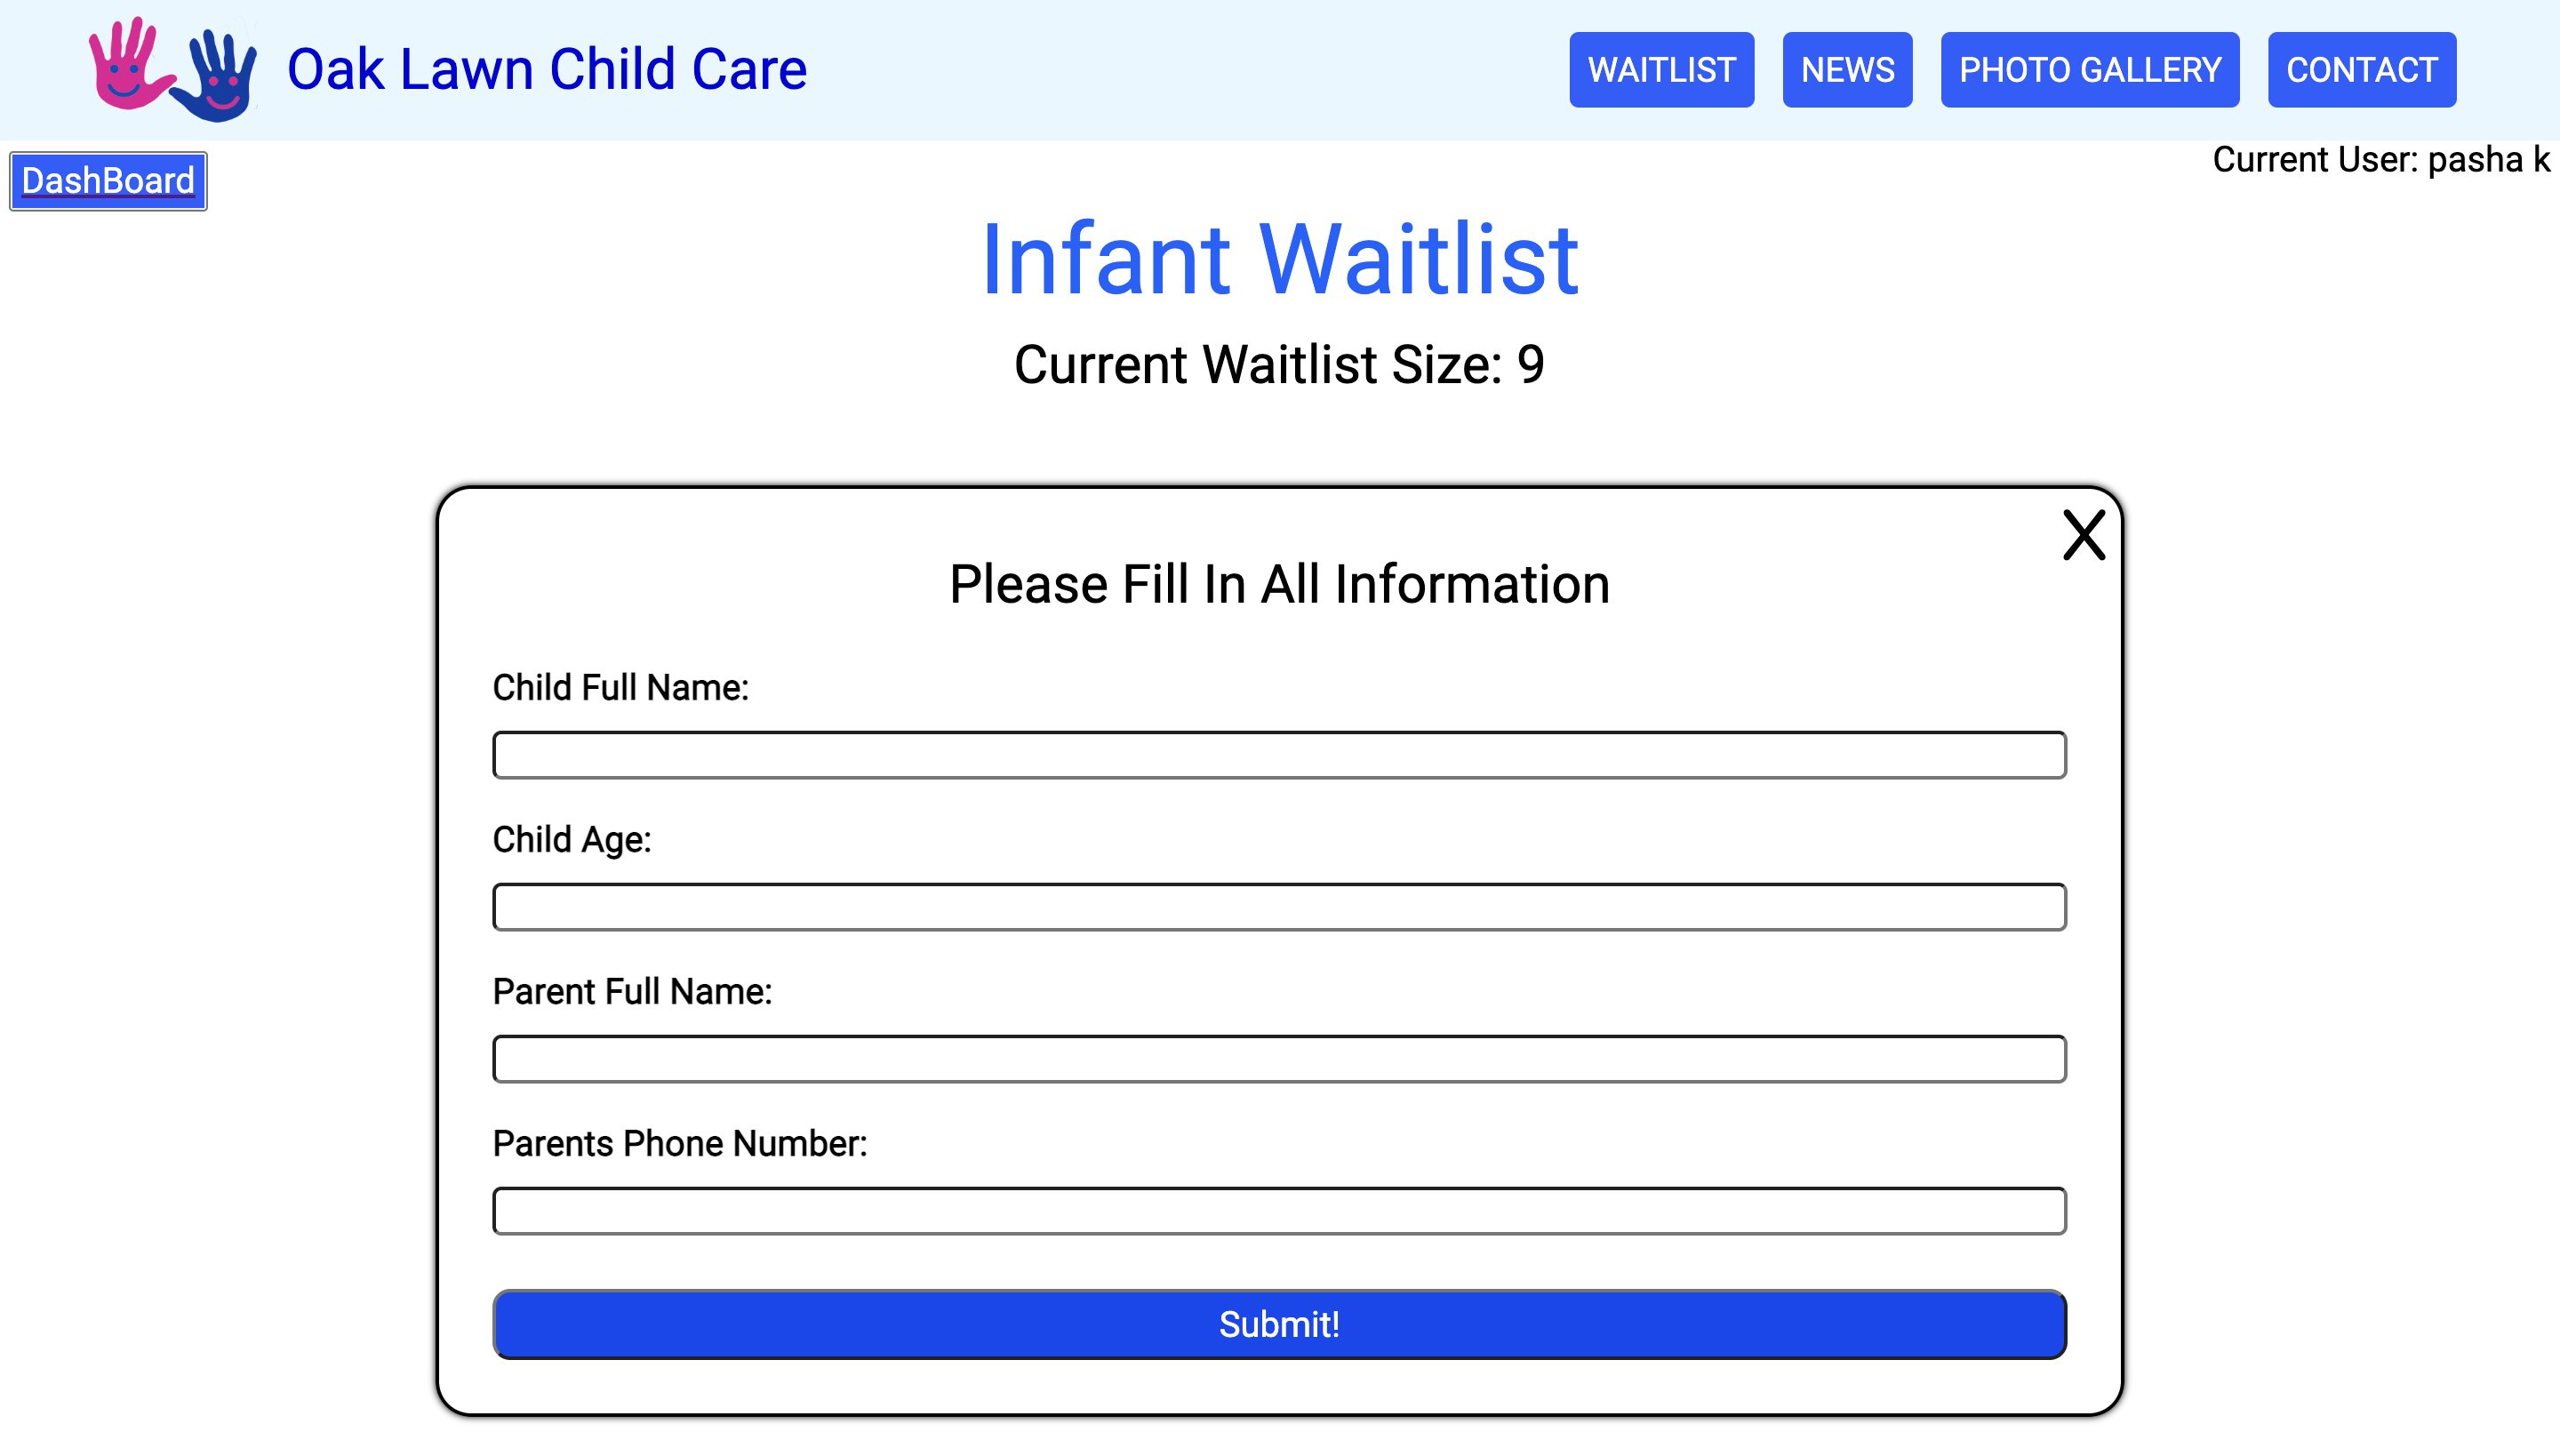 Oak Lawn Child Care
WAITLIST
NEWS
PHOTO GALLERY
CONTACT
DashBoard
Current User: pasha k
Infant Waitlist
Current Waitlist Size: 9
X
Please Fill In All Information
Child Full Name:
Child Age:
Parent Full Name:
Parents Phone Number:
Submit!